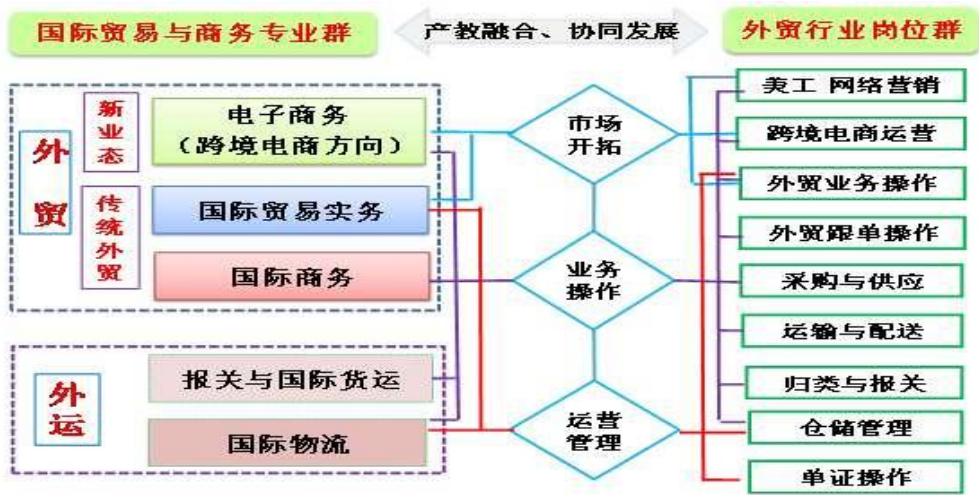 国际贸易与商务专业群
产教融合、协同发展
外贸行业岗位群
外贸
新业态
电子商务
（跨境电商方向）
传统外贸
国际贸易实务
国际商务
外运
报关与国际货运
国际物流
市场
开拓
业务
操作
运营
管理
美工 网络营销
跨境电商运营
外贸业务操作
外贸跟单操作
采购与供应
运输与配送
归类与报关
仓储管理
单证操作